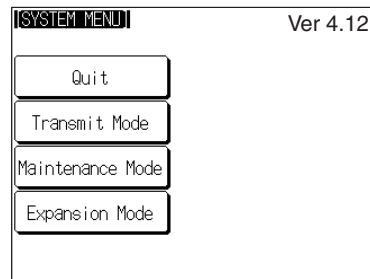 [SYSTEM MENU]
Ver 4.12
Quit
Transmit Mode
Maintenance Mode
Expansion Mode